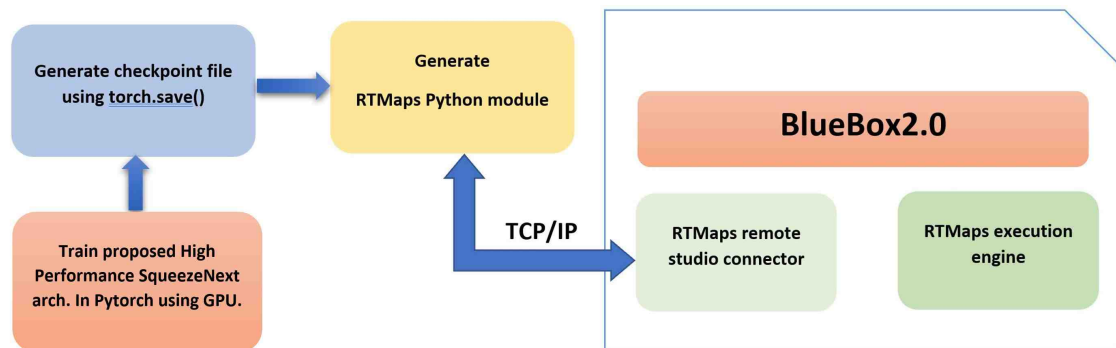 Generate checkpoint file
using torch.save()
Generate
RTMaps Python module
BlueBox2.0
Train proposed High
Performance SqueezeNext
arch. In Pytorch using GPU.
TCP/IP
RTMaps remote
studio connector
RTMaps execution
engine